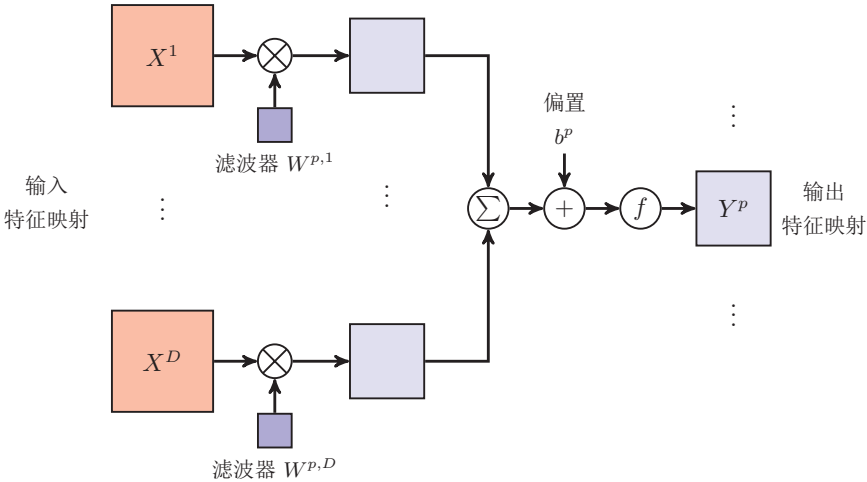 X^1
滤波器 W^{p,1}
输入
特征映射
⋮
⋮
偏置
b^p
∑
+
f
Y^p
⋮
输出
特征映射
⋮
X^D
滤波器 W^{p,D}